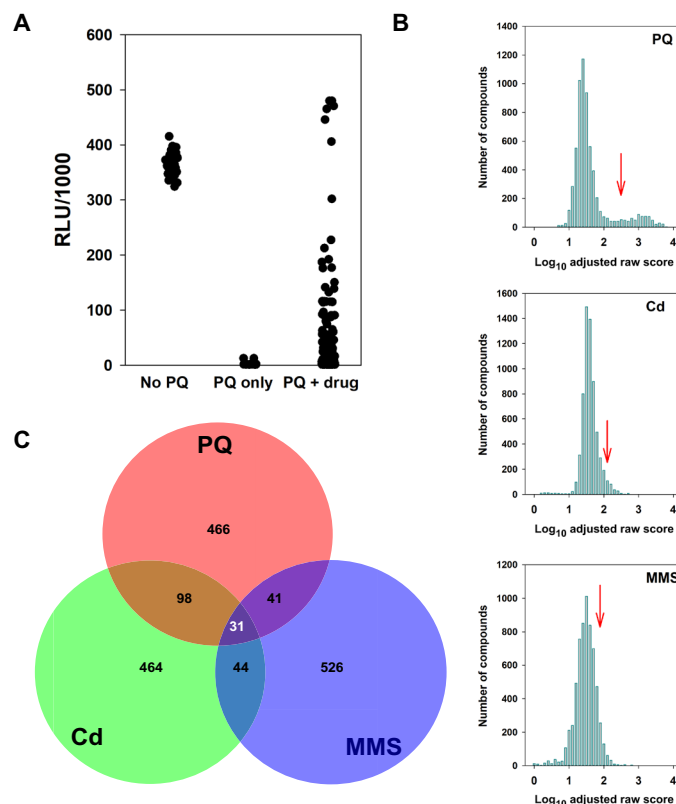 A
600
500
400
300
200
100
0
RLU/1000
No PQ
PQ only
PQ + drug
B
PQ
1400
1200
1000
800
600
400
200
0
Number of compounds
0
1
2
3
4
Log10 adjusted raw score
Cd
1600
1400
1200
1000
800
600
400
200
0
Number of compounds
0
1
2
3
4
Log10 adjusted raw score
MMS
1200
1000
800
600
400
200
0
Number of compounds
0
1
2
3
4
Log10 adjusted raw score
C
PQ
466
98
41
31
464
44
526
Cd
MMS